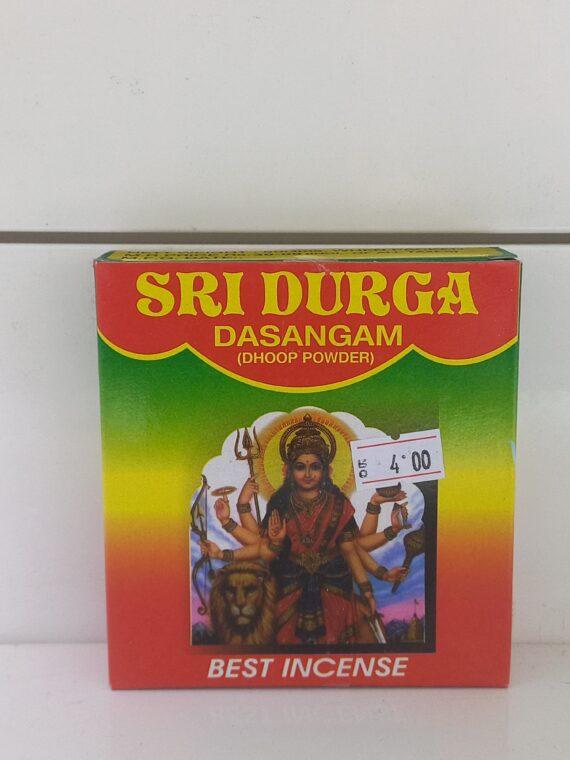 SRI DURGA
DASANGAM
(DHOOP POWDER)
4.00
BEST INCENSE